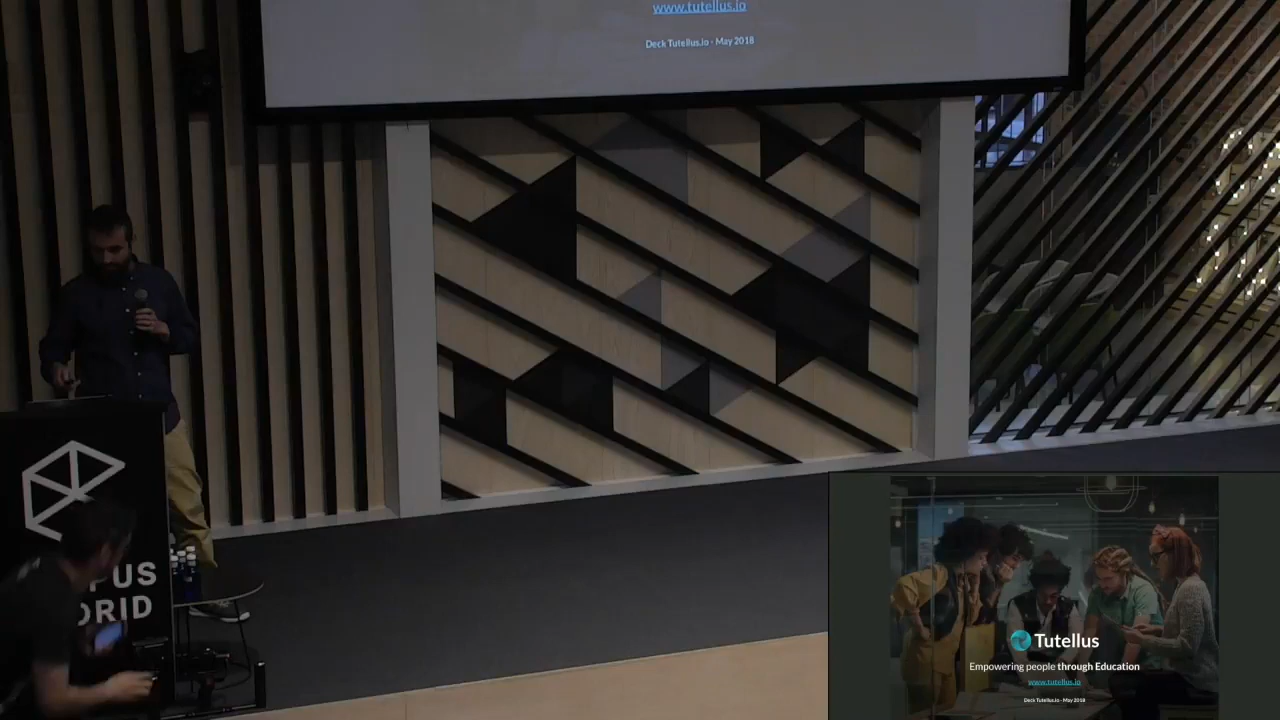 www.tutellus.io
Deck Tutellus.io - May 2018
PUS
DRID
Tutellus
Empowering people through Education
www.tutellus.io
Deck Tutellus.io - May 2018